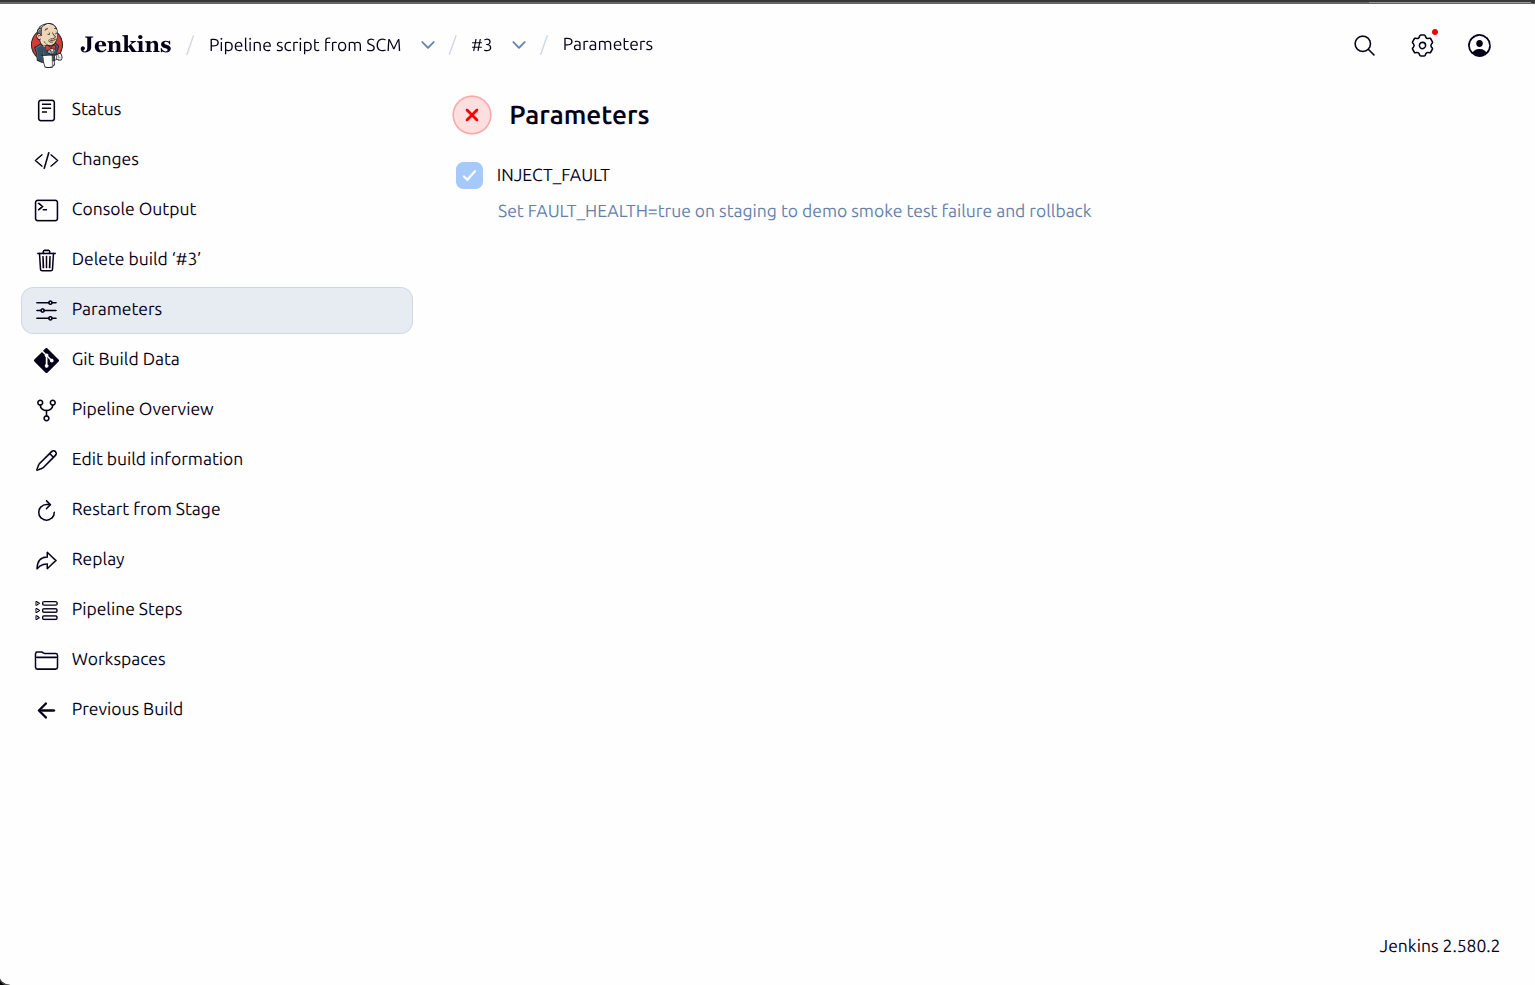 Jenkins / Pipeline script from SCM / #3 / Parameters
Status
Changes
Console Output
Delete build ‘#3’
Parameters
Git Build Data
Pipeline Overview
Edit build information
Restart from Stage
Replay
Pipeline Steps
Workspaces
Previous Build
Parameters
INJECT_FAULT
Set FAULT_HEALTH=true on staging to demo smoke test failure and rollback
Jenkins 2.580.2